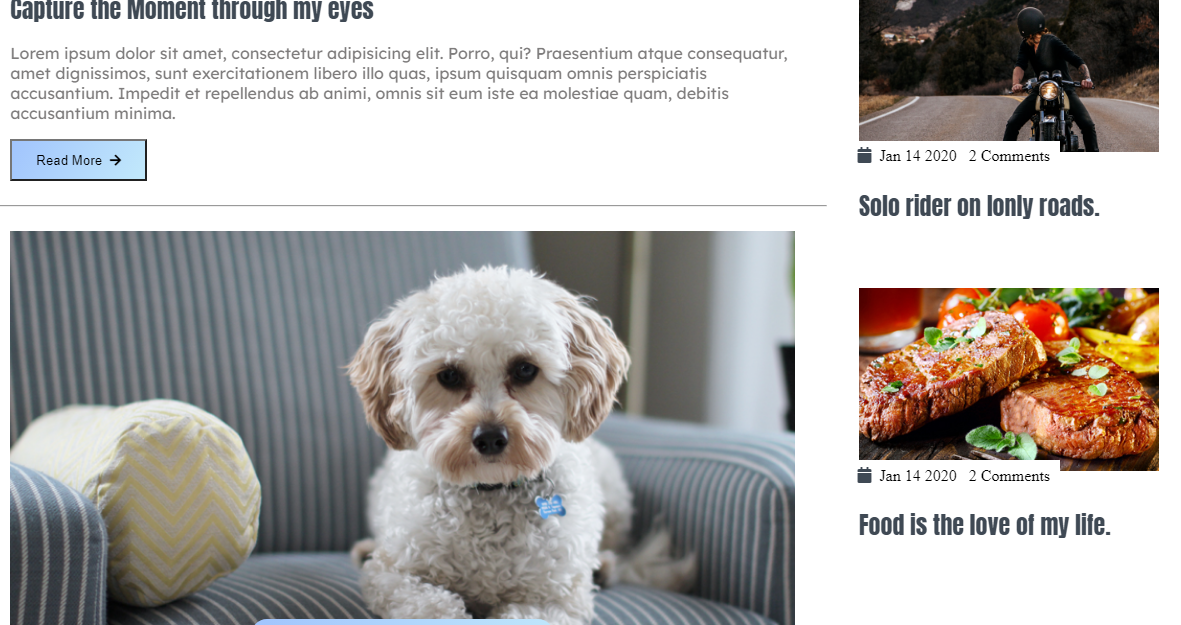 Capture the Moment through my eyes
Lorem ipsum dolor sit amet, consectetur adipisicing elit. Porro, qui? Praesentium atque consequatur,
amet dignissimos, sunt exercitationem libero illo quas, ipsum quisquam omnis perspiciatis
accusantium. Impedit et repellendus ab animi, omnis sit eum iste ea molestiae quam, debitis
accusantium minima.
Read More
Jan 14 2020 2 Comments
Solo rider on lonly roads.
Jan 14 2020 2 Comments
Food is the love of my life.